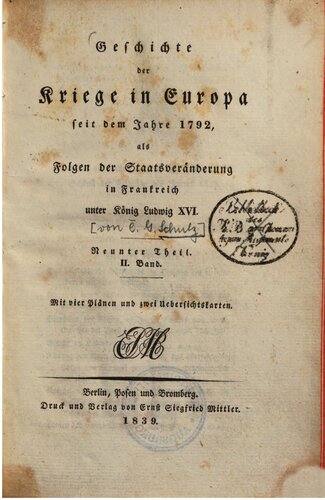 Geschichte
der
Kriege in Europa
seit dem Jahre 1792,
als
Folgen der Staatsveränderung
in Frankreich
unter König Ludwig XVI.
[von C. G. Schulz]
Neunter Theil.
II. Band.
Mit vier Plänen und zwei Uebersichtskarten.
ESM
Berlin, Posen und Bromberg.
Druck und Verlag von Ernst Siegfried Mittler.
1839.